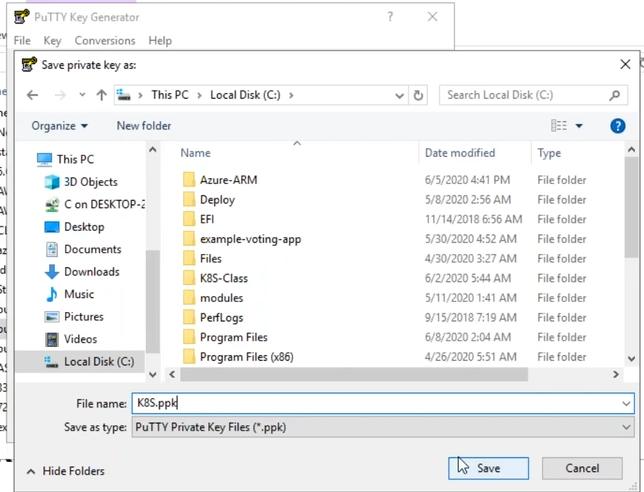 PuTTY Key Generator
?
File Key Conversions Help
Save private key as:
This PC > Local Disk (C:) >
Search Local Disk (C:)
Organize
New folder
Name Date modified Type
This PC
3D Objects
C on DESKTOP-2
Desktop
Documents
Downloads
Music
Pictures
Videos
Local Disk (C:)
Azure-ARM 6/5/2020 4:41 PM File folder
Deploy 5/8/2020 2:56 AM File folder
EFI 11/14/2018 6:56 AM File folder
example-voting-app 5/30/2020 4:52 AM File folder
Files 4/30/2020 3:27 AM File folder
K8S-Class 6/2/2020 5:44 AM File folder
modules 5/11/2020 1:41 AM File folder
PerfLogs 9/15/2018 7:19 AM File folder
Program Files 6/8/2020 2:04 AM File folder
Program Files (x86) 4/26/2020 5:51 AM File folder
File name: K8S.ppk
Save as type: PuTTY Private Key Files (*.ppk)
Hide Folders
Save
Cancel